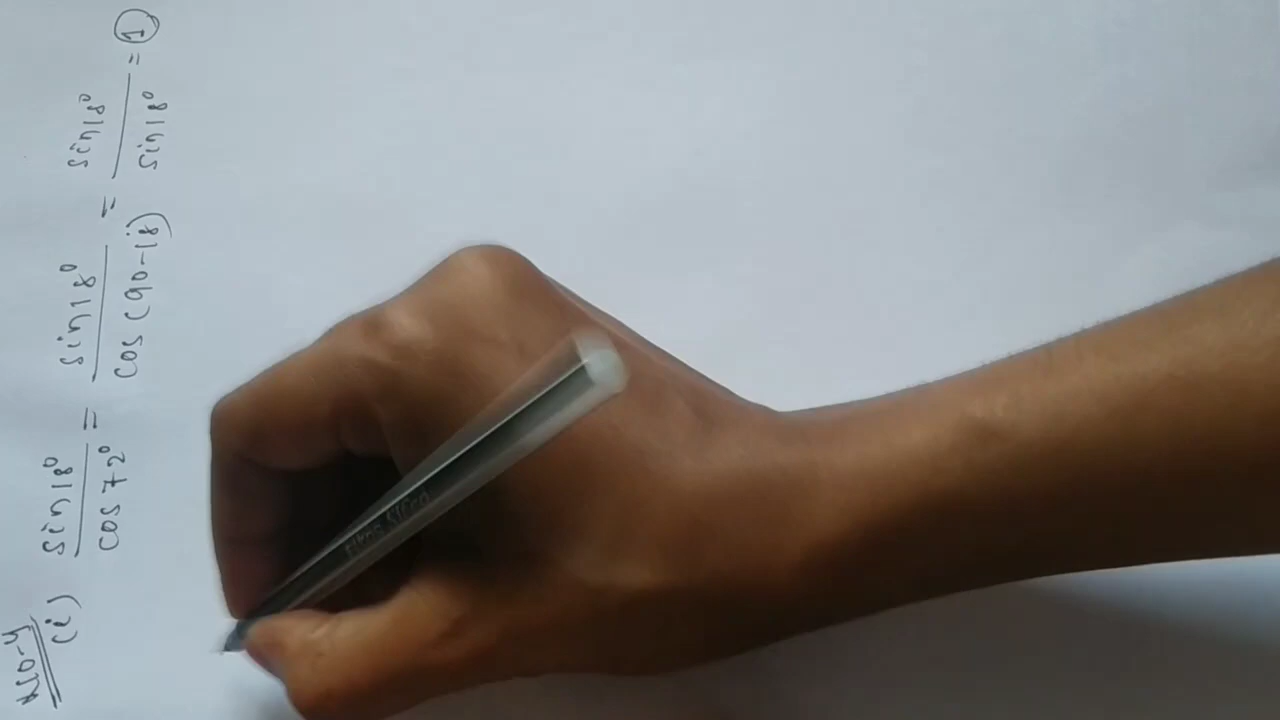 (i) sin18° / cos72° = sin18° / cos(90-18) = sin18° / sin18° = 1